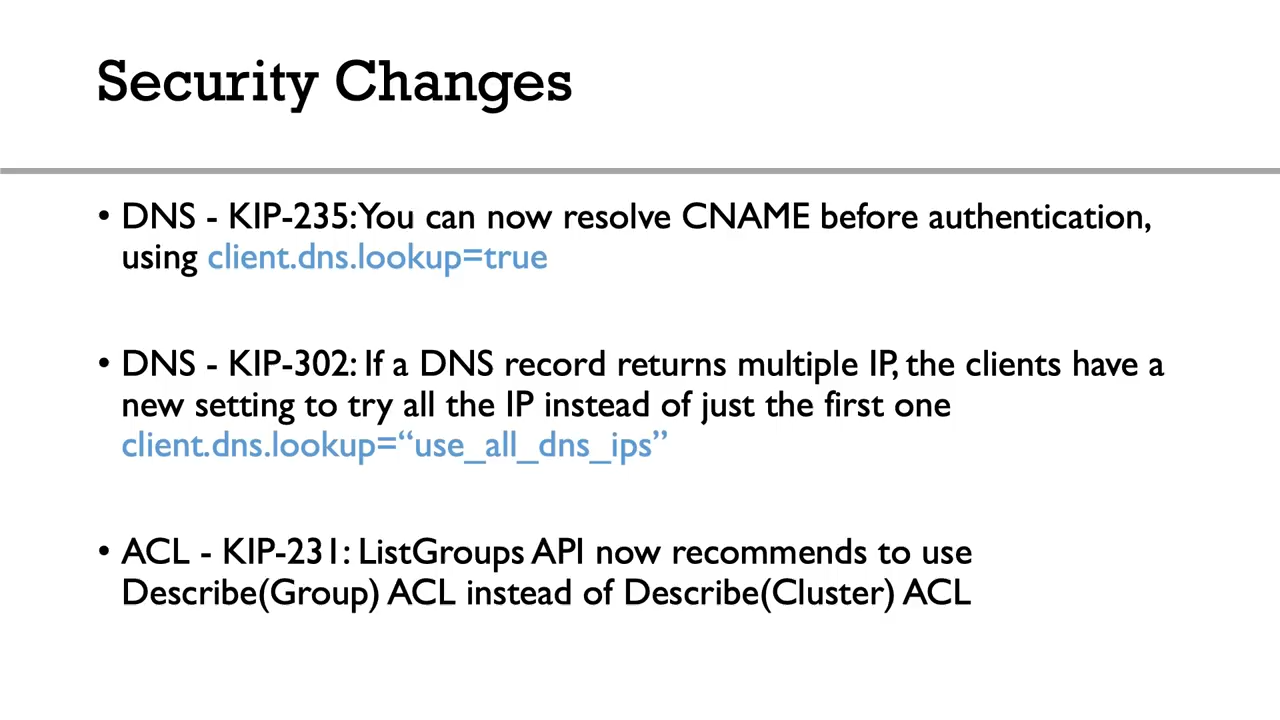 Security Changes
• DNS - KIP-235: You can now resolve CNAME before authentication,
using client.dns.lookup=true
• DNS - KIP-302: If a DNS record returns multiple IP, the clients have a
new setting to try all the IP instead of just the first one
client.dns.lookup=“use_all_dns_ips”
• ACL - KIP-231: ListGroups API now recommends to use
Describe(Group) ACL instead of Describe(Cluster) ACL